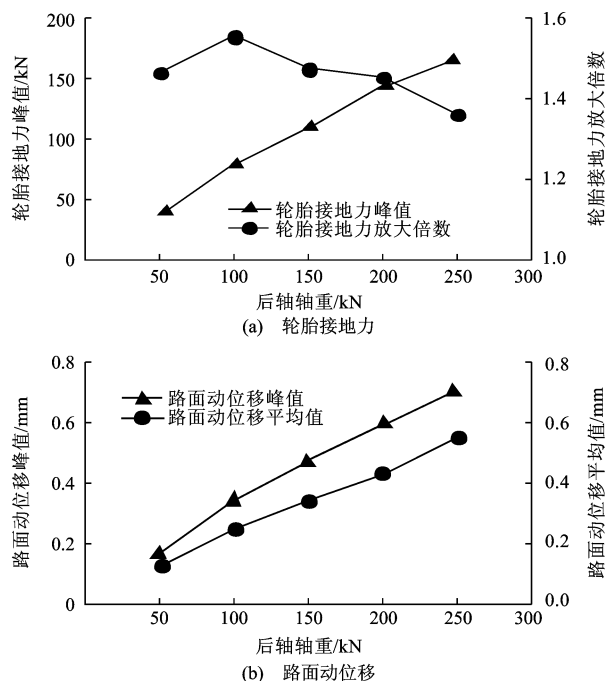 200
150
100
50
0
轮胎接地力峰值/kN
1.6
1.4
1.2
1.0
轮胎接地力放大倍数
轮胎接地力峰值
轮胎接地力放大倍数
50 100 150 200 250 300
后轴轴重/kN
(a) 轮胎接地力
0.8
0.6
0.4
0.2
0
路面动位移峰值/mm
0.8
0.6
0.4
0.2
0.0
路面动位移平均值/mm
路面动位移峰值
路面动位移平均值
50 100 150 200 250 300
后轴轴重/kN
(b) 路面动位移